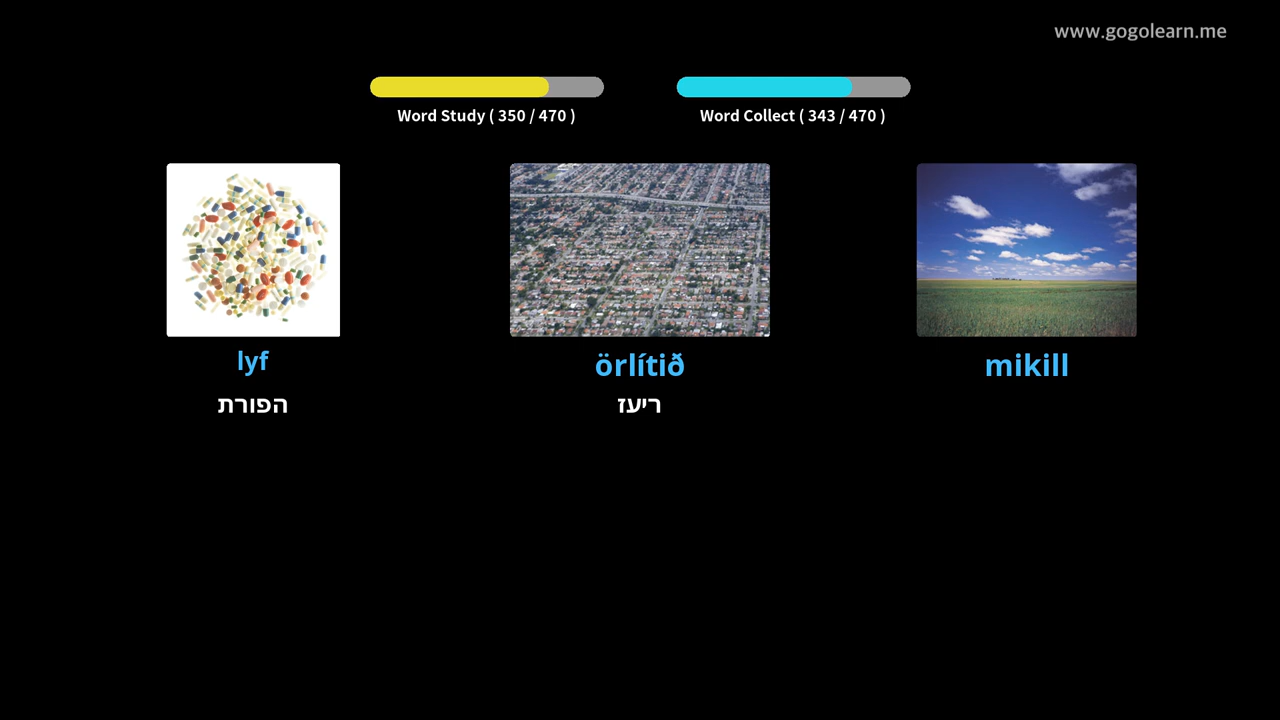 www.gogolearn.me
Word Study ( 350 / 470 )
Word Collect ( 343 / 470 )
lyf
örlítið
mikill
הפורת
ריעז